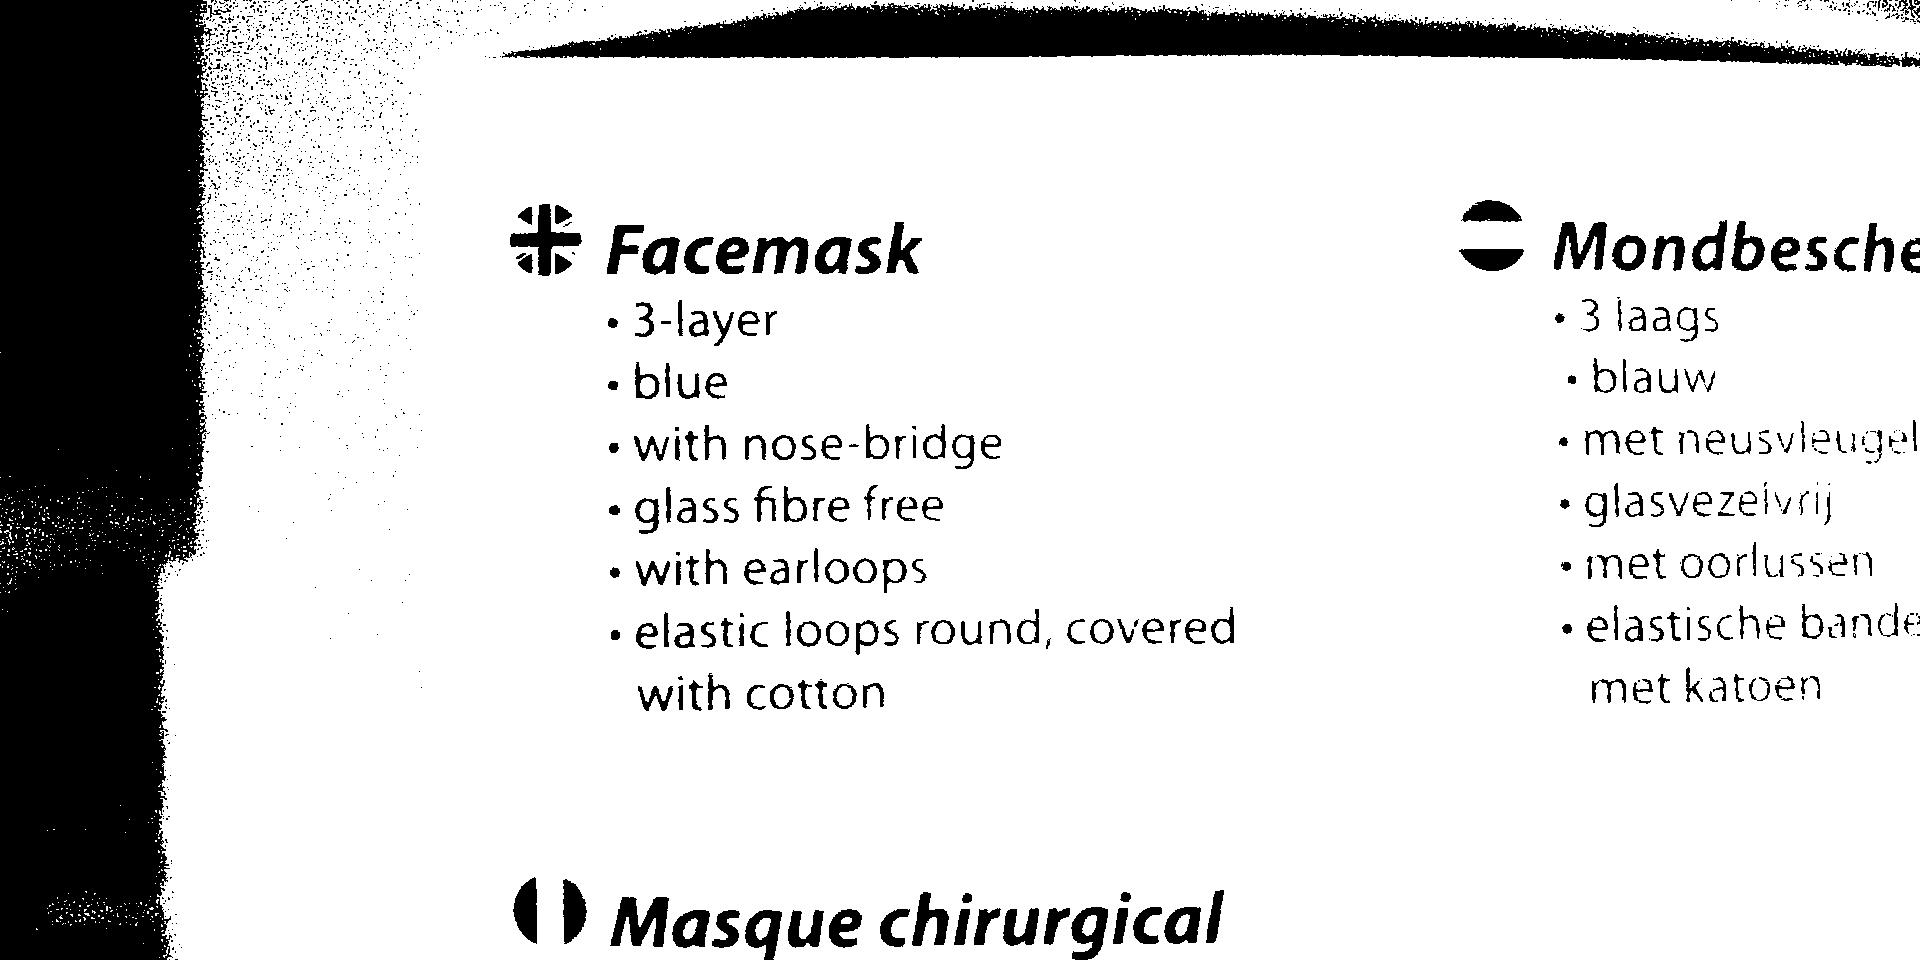 Facemask
• 3-layer
• blue
• with nose-bridge
• glass fibre free
• with earloops
• elastic loops round, covered
with cotton
Mondbesche
• 3 laags
• blauw
• met neusvleugel
• glasvezelvrij
• met oorlussen
• elastische bande
met katoen
Masque chirurgical